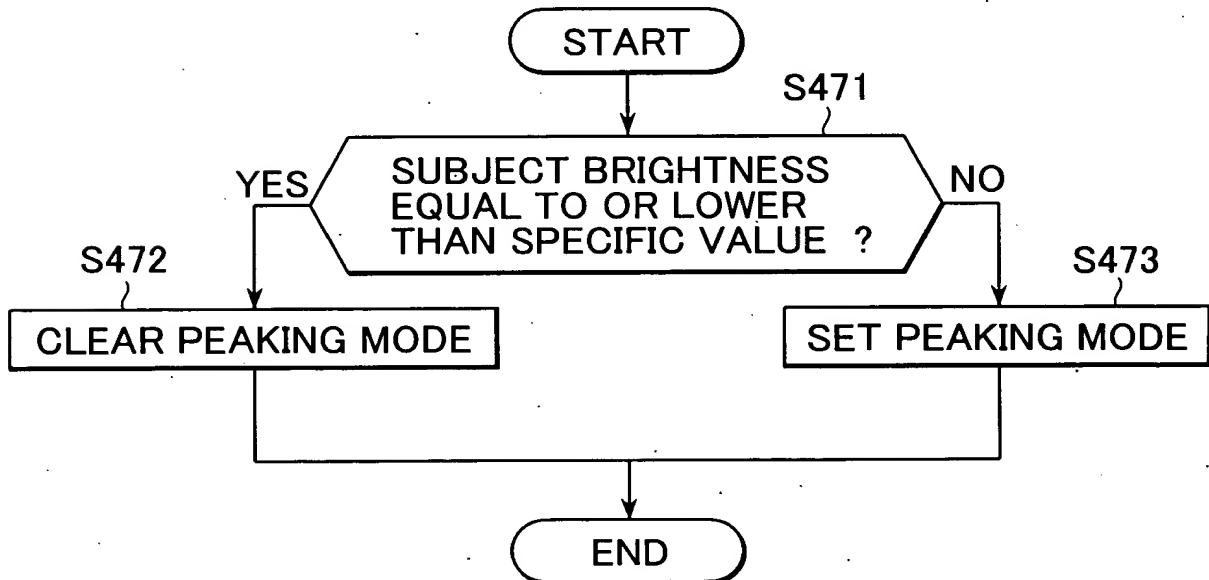 START
S471
SUBJECT BRIGHTNESS
EQUAL TO OR LOWER
THAN SPECIFIC VALUE ?
YES
NO
S472
CLEAR PEAKING MODE
S473
SET PEAKING MODE
END